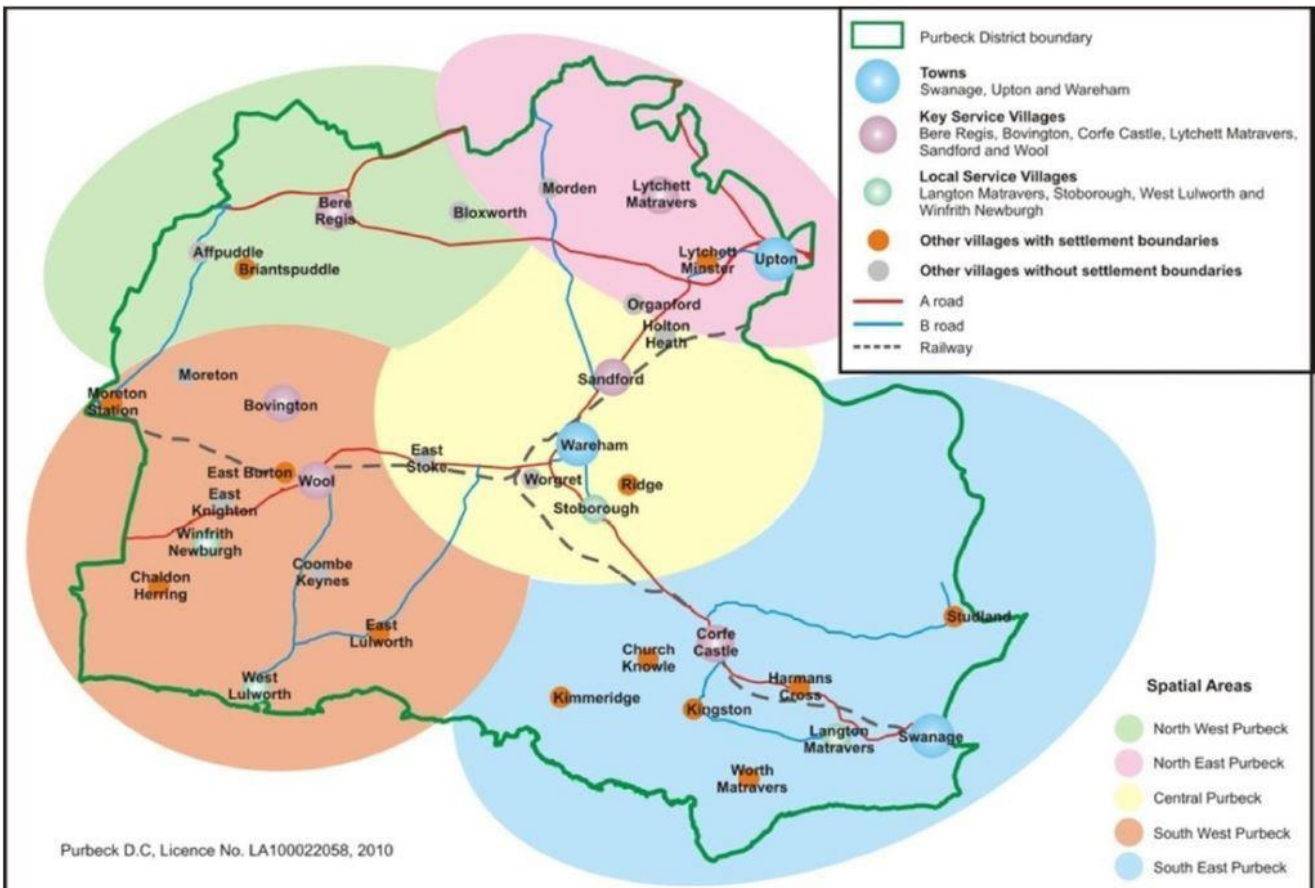 Purbeck District boundary
Towns
Swanage, Upton and Wareham
Key Service Villages
Bere Regis, Bovington, Corfe Castle, Lytchett Matravers,
Sandford and Wool
Local Service Villages
Langton Matravers, Stoborough, West Lulworth and
Winfrith Newburgh
Other villages with settlement boundaries
Other villages without settlement boundaries
A road
B road
Railway
Morden
Lytchett
Matravers
Bere
Regis
Bloxworth
Affpuddle
Briantspuddle
Lytchett
Minster
Upton
Organford
Holton
Heath
Moreton
Moreton
Station
Bovington
Sandford
Wareham
East
Stoke
East Burton
Wool
Worgret
Ridge
East
Knighton
Stoborough
Winfrith
Newburgh
Coombe
Keynes
Chaldon
Herring
East
Lulworth
West
Lulworth
Studland
Corfe
Castle
Church
Knowle
Harmans
Cross
Kimmeridge
Kingston
Langton
Matravers
Swanage
Worth
Matravers
Spatial Areas
North West Purbeck
North East Purbeck
Central Purbeck
South West Purbeck
South East Purbeck
Purbeck D.C, Licence No. LA100022058, 2010